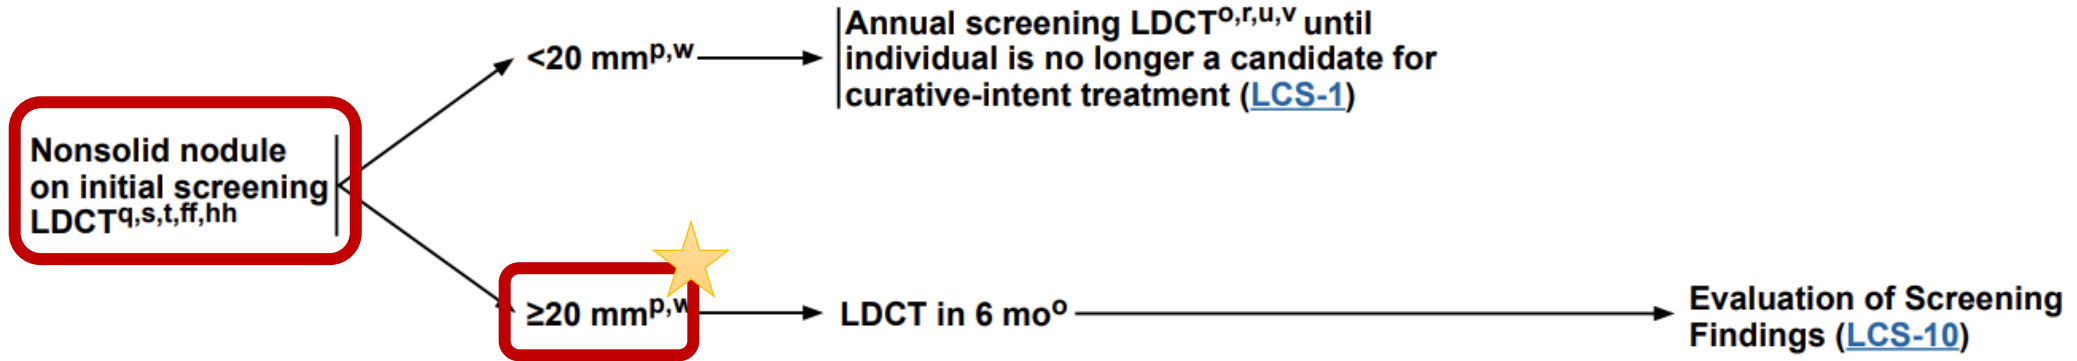 Nonsolid nodule
on initial screening
LDCTq,s,t,ff,hh
<20 mmp,w
Annual screening LDCTo,r,u,v until
individual is no longer a candidate for
curative-intent treatment (LCS-1)
≥20 mmp,w
LDCT in 6 moo
Evaluation of Screening
Findings (LCS-10)